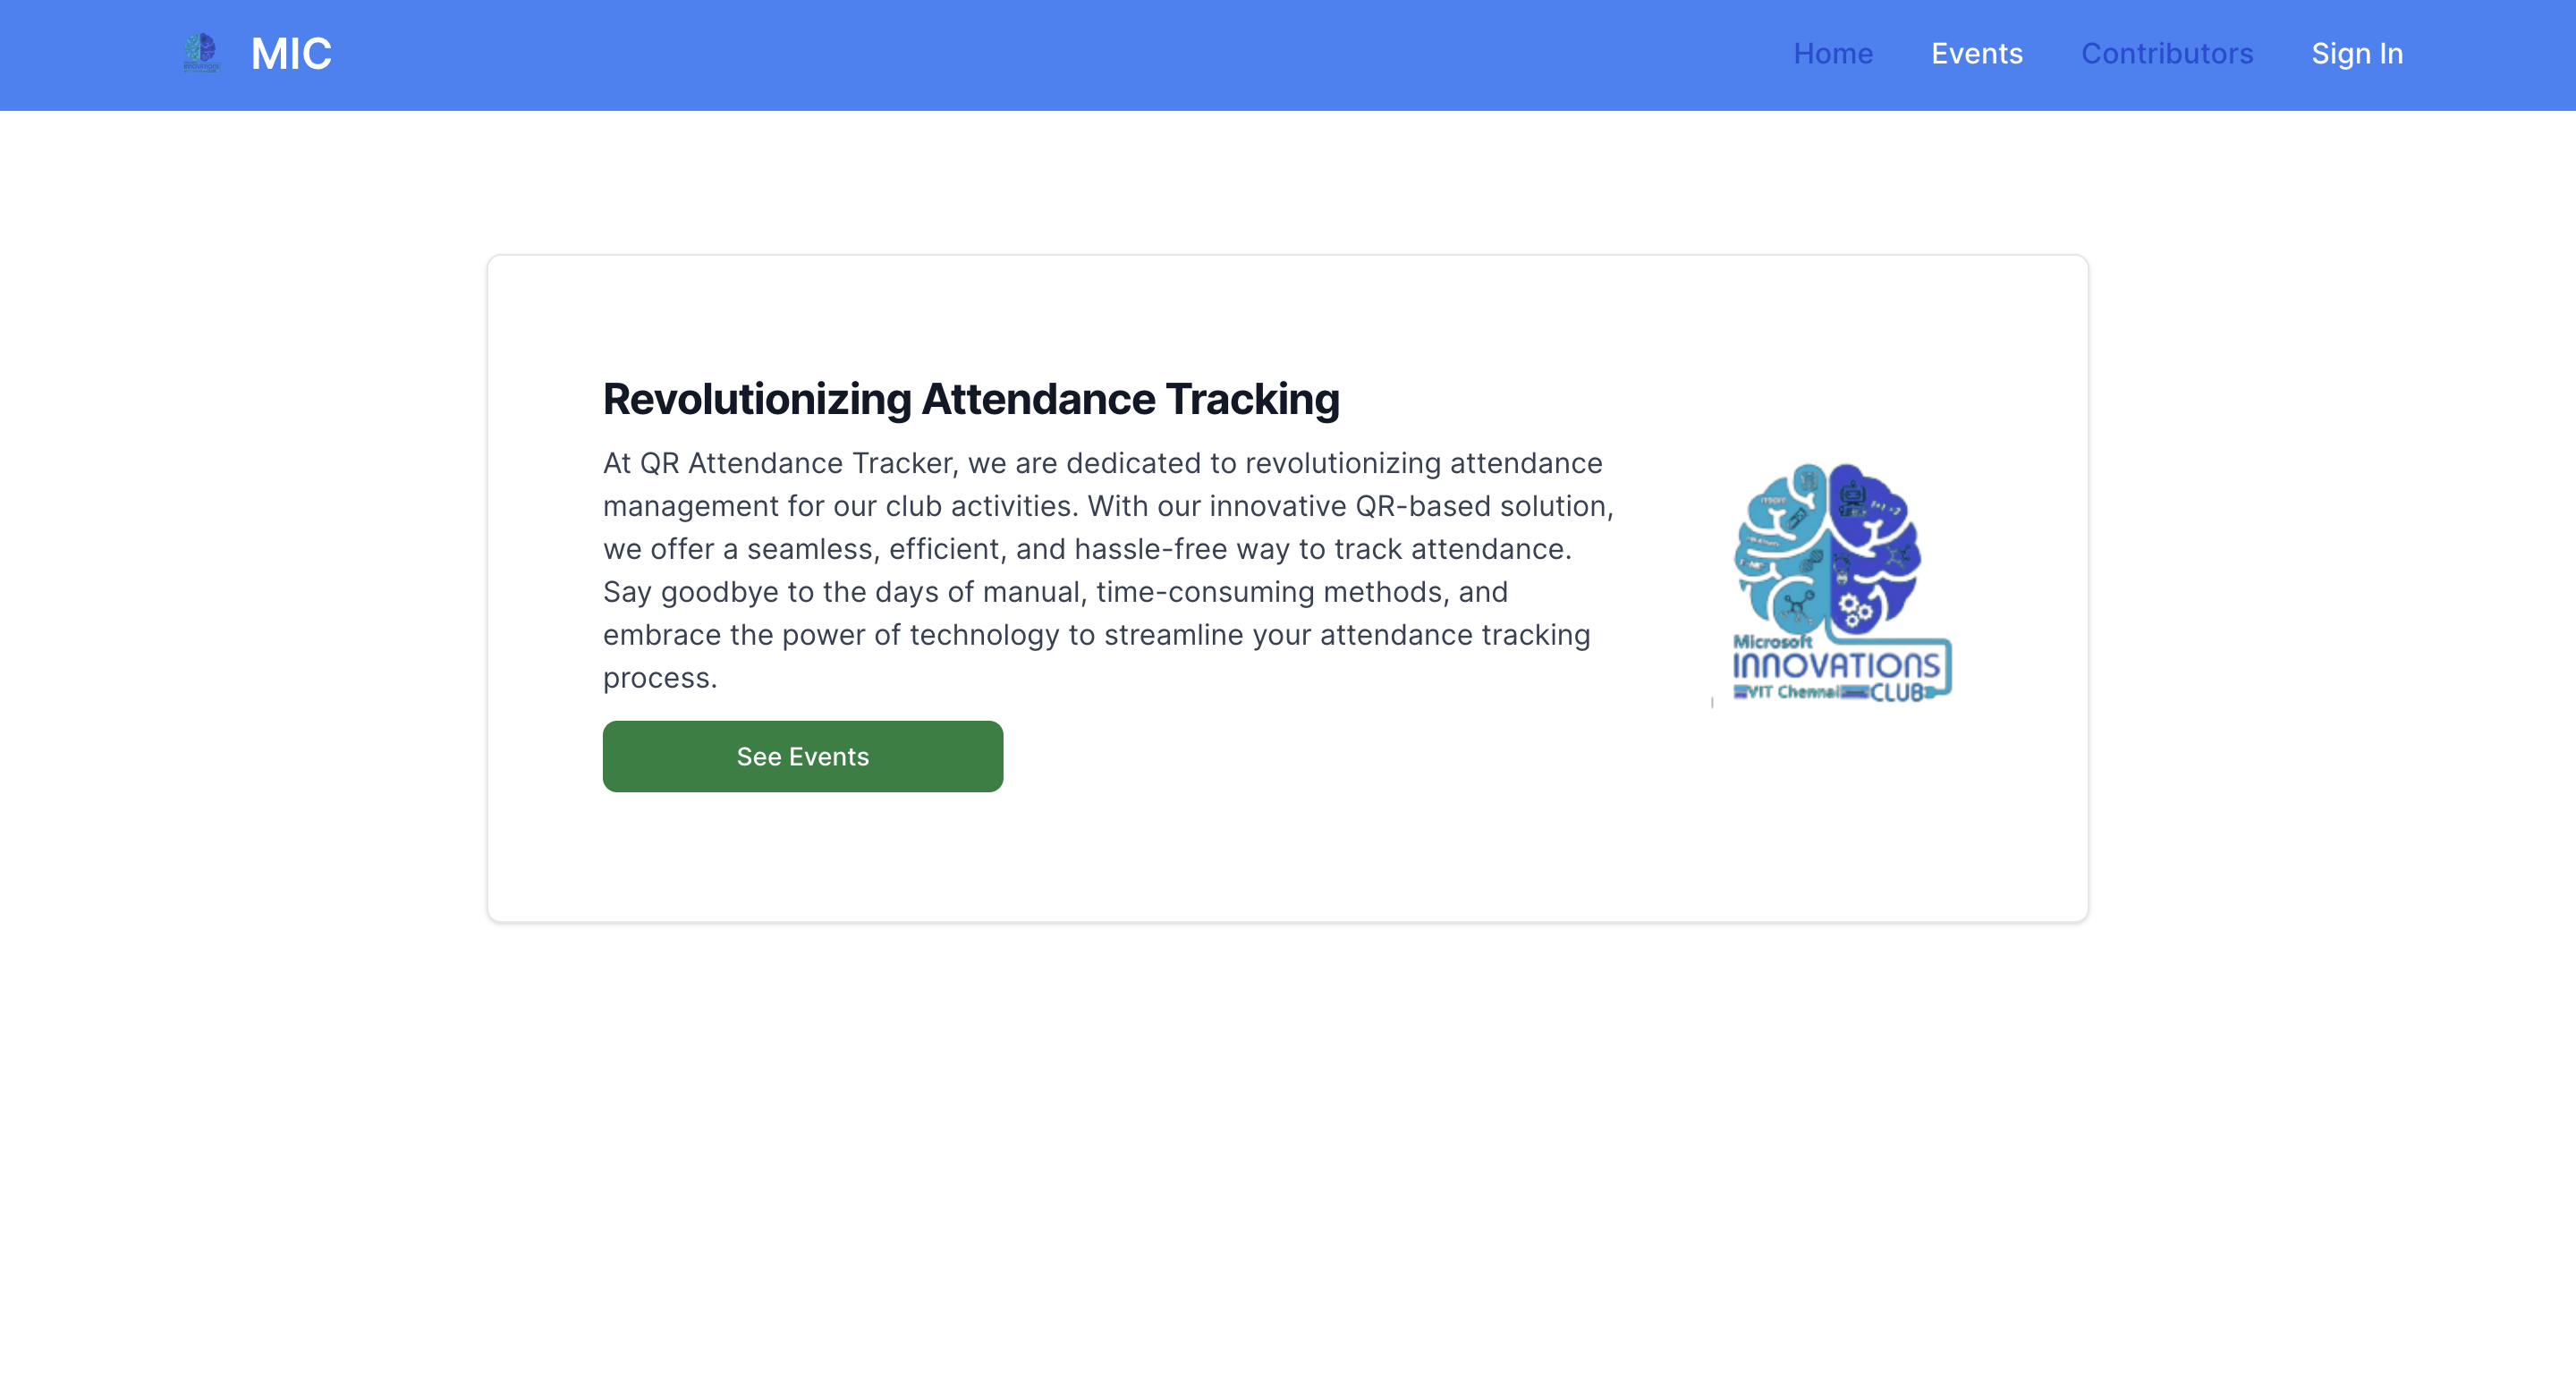 MIC
Home Events Contributors Sign In
Revolutionizing Attendance Tracking
At QR Attendance Tracker, we are dedicated to revolutionizing attendance
management for our club activities. With our innovative QR-based solution,
we offer a seamless, efficient, and hassle-free way to track attendance.
Say goodbye to the days of manual, time-consuming methods, and
embrace the power of technology to streamline your attendance tracking
process.
See Events
Microsoft
INNOVATIONS
VIT Chennai CLUB